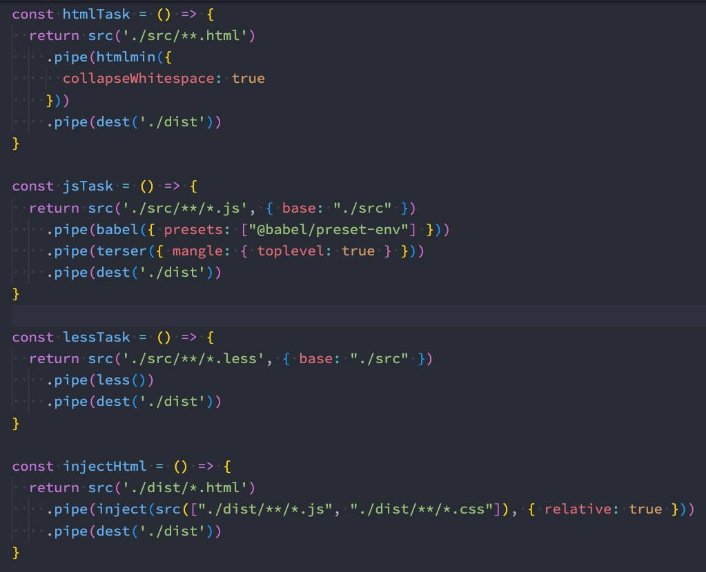 const htmlTask = () => {
  return src('./src/**.html')
    .pipe(htmlmin({
      collapseWhitespace: true
    }))
    .pipe(dest('./dist'))
}

const jsTask = () => {
  return src('./src/**/*.js', { base: "./src" })
    .pipe(babel({ presets: ["@babel/preset-env"] }))
    .pipe(terser({ mangle: { toplevel: true } }))
    .pipe(dest('./dist'))
}

const lessTask = () => {
  return src('./src/**/*.less', { base: "./src" })
    .pipe(less())
    .pipe(dest('./dist'))
}

const injectHtml = () => {
  return src('./dist/*.html')
    .pipe(inject(src(["./dist/**/*.js", "./dist/**/*.css"]), { relative: true }))
    .pipe(dest('./dist'))
}